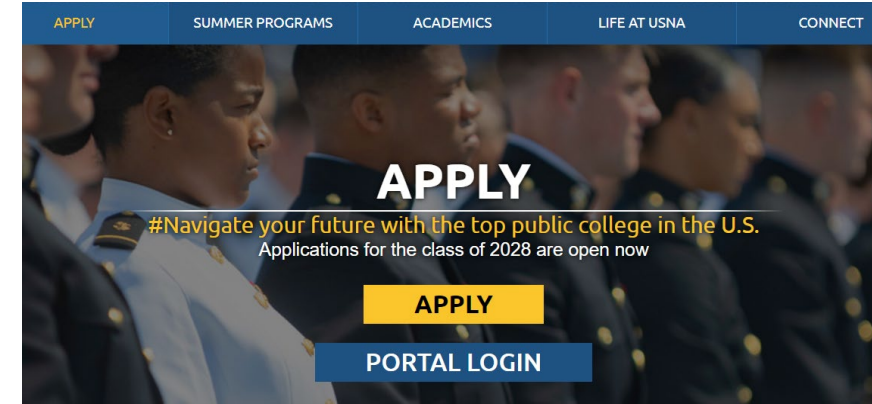 APPLY SUMMER PROGRAMS ACADEMICS LIFE AT USNA CONNECT
APPLY
#Navigate your future with the top public college in the U.S.
Applications for the class of 2028 are open now
APPLY
PORTAL LOGIN